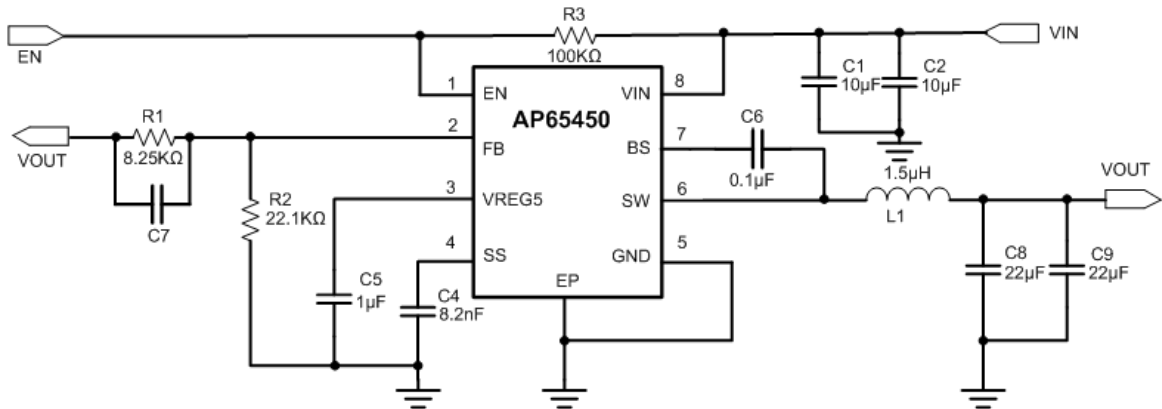 R3
100KΩ
EN
VIN
C1
10µF
C2
10µF
1
EN
VIN
8
AP65450
R1
8.25KΩ
VOUT
C7
2
FB
BS
7
C6
0.1µF
R2
22.1KΩ
3
VREG5
SW
6
1.5µH
L1
VOUT
4
SS
GND
5
EP
C5
1µF
C4
8.2nF
C8
22µF
C9
22µF